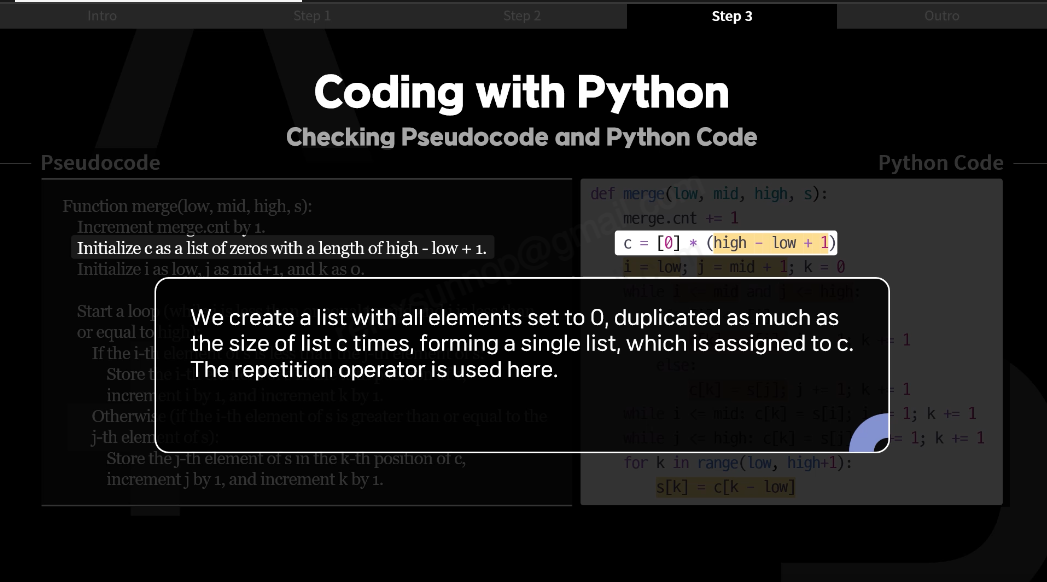 Intro Step 1 Step 2 Step 3 Outro
Coding with Python
Checking Pseudocode and Python Code
Pseudocode
Python Code
Function merge(low, mid, high, s):
Increment merge.cnt by 1.
Initialize c as a list of zeros with a length of high - low + 1.
Initialize i as low, j as mid+1, and k as 0.
Start a loop
or equal to high
If the i-th
Store the i-t
increment i by 1, and increment k by 1.
Otherwise (if the i-th element of s is greater than or equal to the
j-th element of s):
Store the j-th element of s in the k-th position of c,
increment j by 1, and increment k by 1.
def merge(low, mid, high, s):
merge.cnt += 1
c = [0] * (high - low + 1)
i = low; j = mid + 1; k = 0
while i <= mid and j <= high:
1
else:
c[k] = s[j]; j += 1; k += 1
while i <= mid: c[k] = s[i]; i += 1; k += 1
while j <= high: c[k] = s[j]; j += 1; k += 1
for k in range(low, high+1):
s[k] = c[k - low]
We create a list with all elements set to 0, duplicated as much as
the size of list c times, forming a single list, which is assigned to c.
The repetition operator is used here.